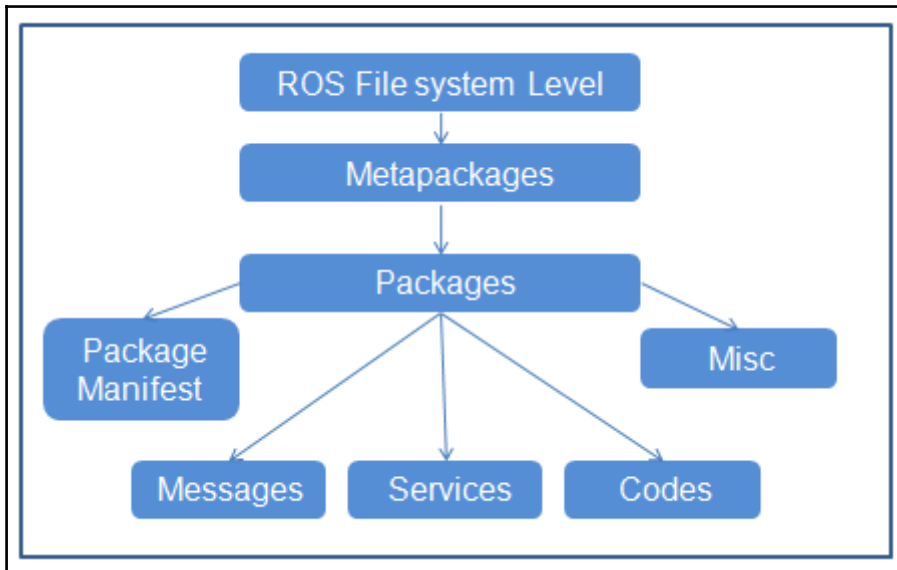 ROS File system Level
Metapackages
Packages
Package
Manifest
Misc
Messages
Services
Codes